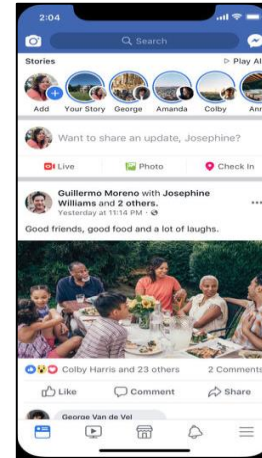 2:04
Search
Stories
Play Al
Add Your Story George Amanda Colby Ann
Want to share an update, Josephine?
Live Photo Check In
Guillermo Moreno with Josephine
Williams and 2 others.
Yesterday at 11:14 PM ·
Good friends, good food and a lot of laughs.
Colby Harris and 23 others 2 Comments
Like Comment Share
George Van de Vel